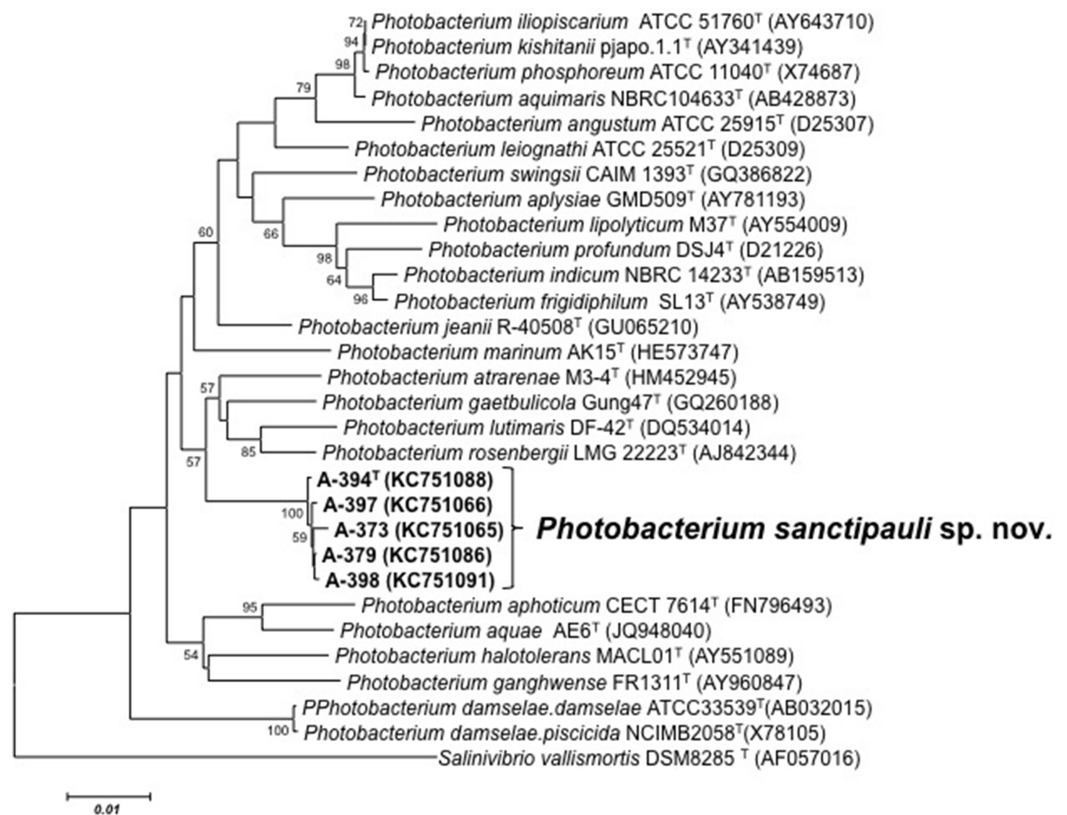 72
Photobacterium iliopiscarium ATCC 51760ᵀ (AY643710)
94
Photobacterium kishitanii pjapo.1.1ᵀ (AY341439)
98
Photobacterium phosphoreum ATCC 11040ᵀ (X74687)
79
Photobacterium aquimaris NBRC104633ᵀ (AB428873)
Photobacterium angustum ATCC 25915ᵀ (D25307)
Photobacterium leiognathi ATCC 25521ᵀ (D25309)
Photobacterium swingsii CAIM 1393ᵀ (GQ386822)
Photobacterium aplysiae GMD509ᵀ (AY781193)
Photobacterium lipolyticum M37ᵀ (AY554009)
60
66
Photobacterium profundum DSJ4ᵀ (D21226)
98
Photobacterium indicum NBRC 14233ᵀ (AB159513)
64
96
Photobacterium frigidiphilum SL13ᵀ (AY538749)
Photobacterium jeanii R-40508ᵀ (GU065210)
Photobacterium marinum AK15ᵀ (HE573747)
Photobacterium atrarenae M3-4ᵀ (HM452945)
57
Photobacterium gaetbulicola Gung47ᵀ (GQ260188)
Photobacterium lutimaris DF-42ᵀ (DQ534014)
85
Photobacterium rosenbergii LMG 22223ᵀ (AJ842344)
57
A-394ᵀ (KC751088)
A-397 (KC751066)
100
A-373 (KC751065)
59
A-379 (KC751086)
A-398 (KC751091)
Photobacterium sanctipauli sp. nov.
95
Photobacterium aphoticum CECT 7614ᵀ (FN796493)
Photobacterium aquae AE6ᵀ (JQ948040)
54
Photobacterium halotolerans MACL01ᵀ (AY551089)
Photobacterium ganghwense FR1311ᵀ (AY960847)
PPhotobacterium damselae.damselae ATCC33539ᵀ(AB032015)
100
Photobacterium damselae.piscicida NCIMB2058ᵀ(X78105)
Salinivibrio vallismortis DSM8285 ᵀ (AF057016)
0.01